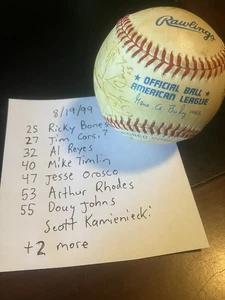 Rawlings
OFFICIAL BALL
AMERICAN LEAGUE
8/19/99
25 Ricky Bones
27 Jim Cors.?
32 Al Reyes
40 Mike Timlin
47 Jesse Orosco
53 Arthur Rhodes
55 Doug Johns
Scott Kamieniecki
+2 more